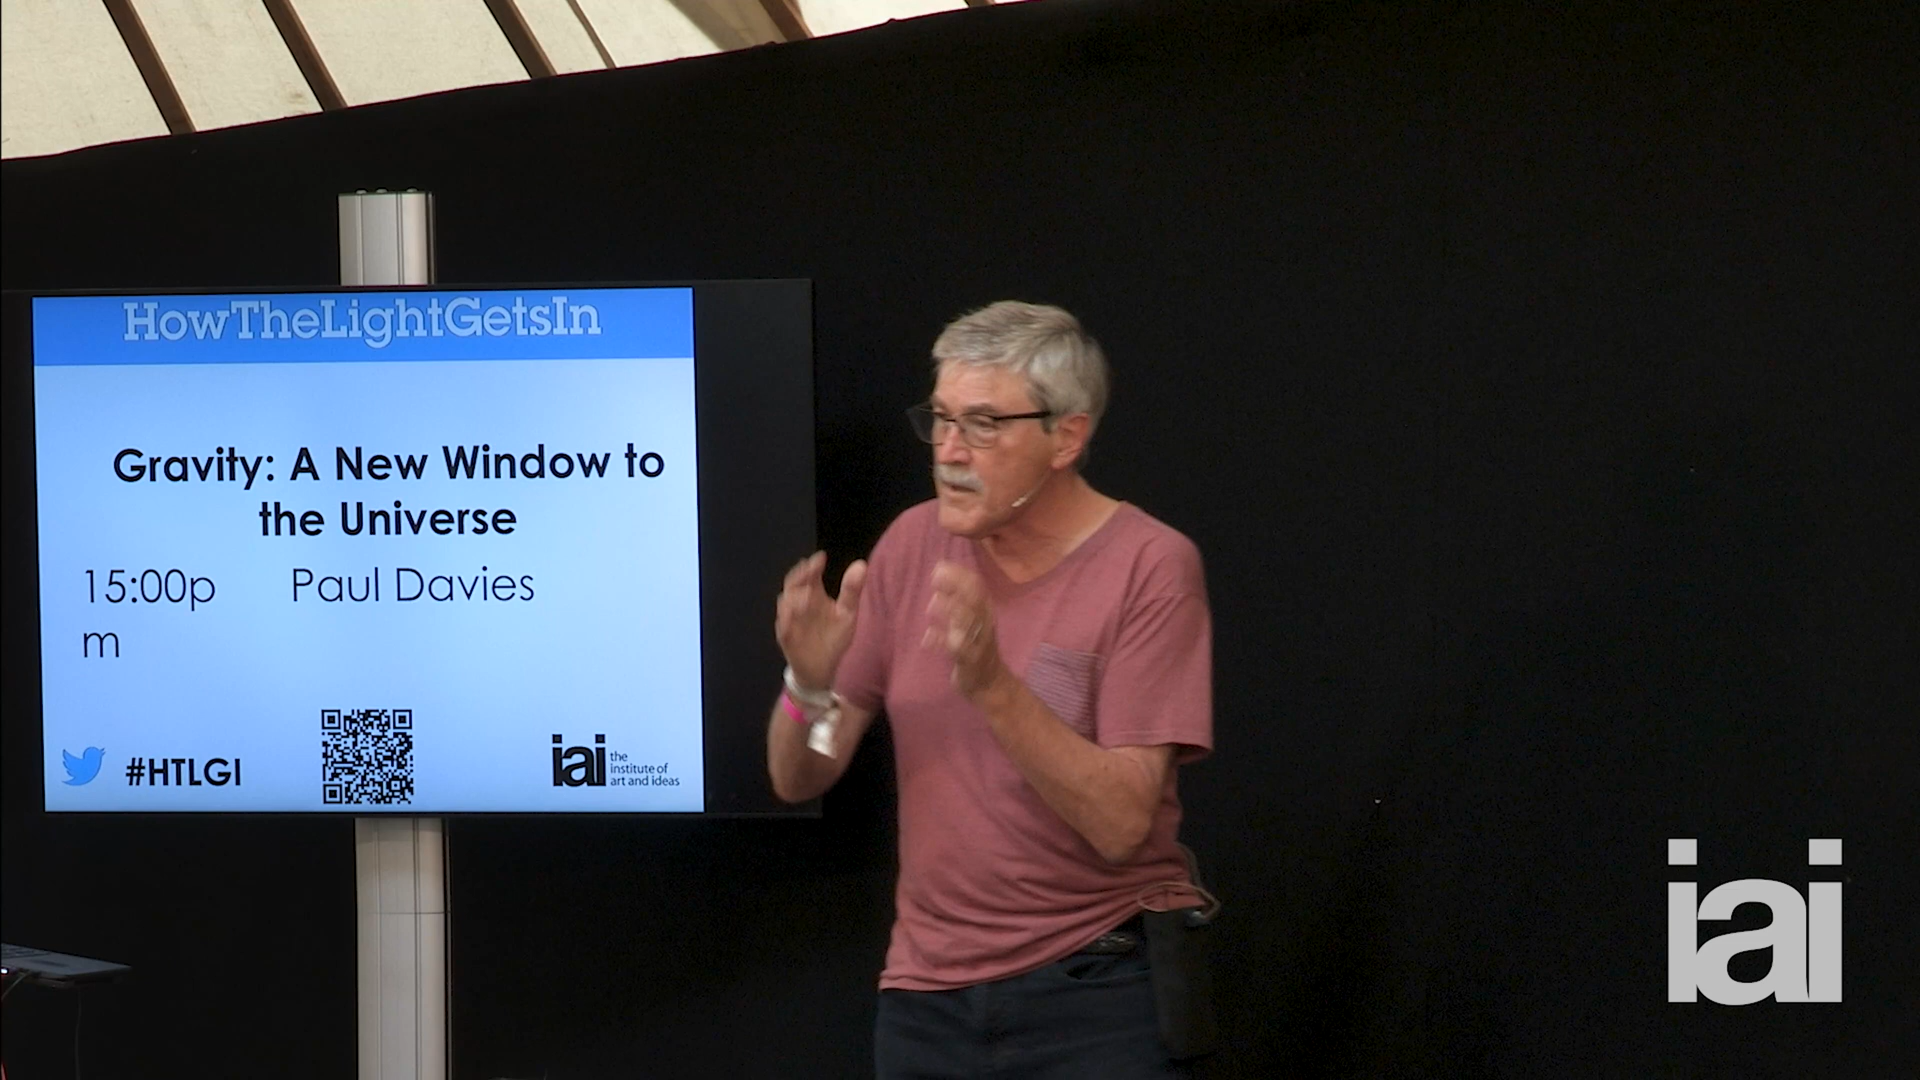 HowTheLightGetsIn
Gravity: A New Window to
the Universe
15:00p
m
Paul Davies
#HTLGI
iai
the
institute of
art and ideas
iai